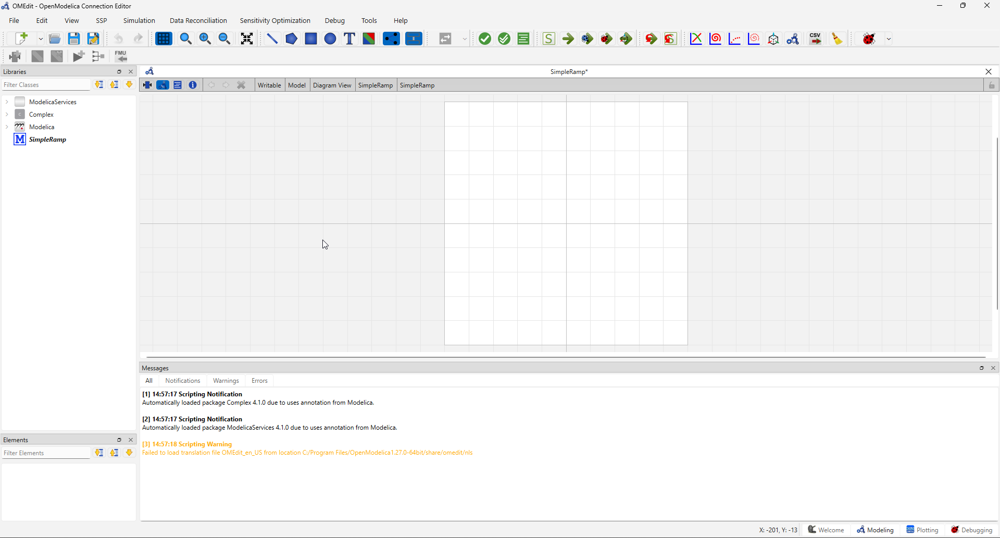 OMEdit - OpenModelica Connection Editor
File Edit View SSP Simulation Data Reconciliation Sensitivity Optimization Debug Tools Help
T S CSV
FMU
Libraries
SimpleRamp*
Filter Classes
Writable Model Diagram View SimpleRamp SimpleRamp
ModelicaServices
C Complex
Modelica
M SimpleRamp
Messages
All Notifications Warnings Errors
[1] 14:57:17 Scripting Notification
Automatically loaded package Complex 4.1.0 due to uses annotation from Modelica.
[2] 14:57:17 Scripting Notification
Automatically loaded package ModelicaServices 4.1.0 due to uses annotation from Modelica.
[3] 14:57:18 Scripting Warning
Failed to load translation file OMEdit_en_US from location C:/Program Files/OpenModelica1.27.0-64bit/share/omedit/nls
Elements
Filter Elements
X: -201, Y: -13 Welcome Modeling Plotting Debugging